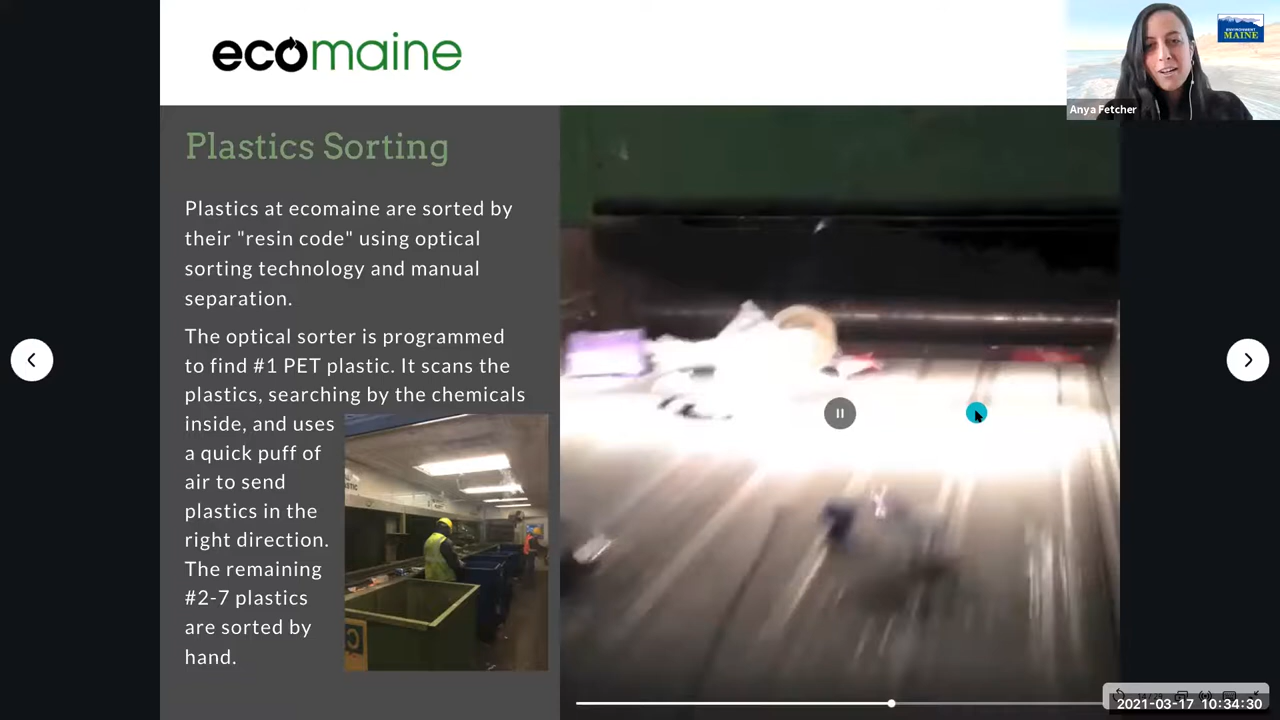 ecomaine
ENVIRONMENT
MAINE
Anya Fetcher
Plastics Sorting
Plastics at ecomaine are sorted by
their "resin code" using optical
sorting technology and manual
separation.
The optical sorter is programmed
to find #1 PET plastic. It scans the
plastics, searching by the chemicals
inside, and uses
a quick puff of
air to send
plastics in the
right direction.
The remaining
#2-7 plastics
are sorted by
hand.
2021-03-17 10:34:30